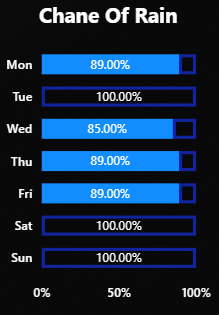 Chane Of Rain
Mon 89.00%
Tue 100.00%
Wed 85.00%
Thu 89.00%
Fri 89.00%
Sat 100.00%
Sun 100.00%
0% 50% 100%